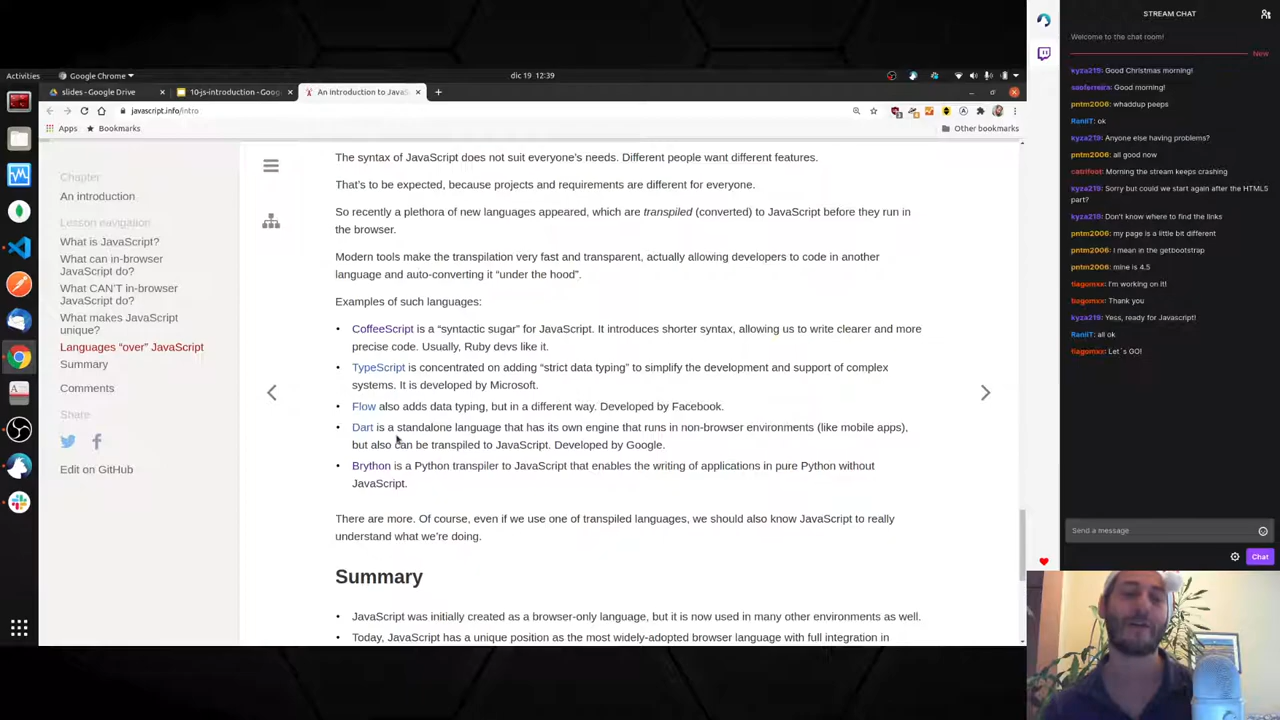 Activities
Google Chrome
dic 19 12:39
slides - Google Drive
10-js-introduction - Goog
An introduction to JavaS
javascript.info/intro
Apps
Bookmarks
Other bookmarks
Chapter
An introduction
Lesson navigation
What is JavaScript?
What can in-browser
JavaScript do?
What CAN'T in-browser
JavaScript do?
What makes JavaScript
unique?
Languages “over” JavaScript
Summary
Comments
Share
Edit on GitHub
The syntax of JavaScript does not suit everyone's needs. Different people want different features.
That's to be expected, because projects and requirements are different for everyone.
So recently a plethora of new languages appeared, which are transpiled (converted) to JavaScript before they run in
the browser.
Modern tools make the transpilation very fast and transparent, actually allowing developers to code in another
language and auto-converting it “under the hood”.
Examples of such languages:
• CoffeeScript is a “syntactic sugar” for JavaScript. It introduces shorter syntax, allowing us to write clearer and more
precise code. Usually, Ruby devs like it.
• TypeScript is concentrated on adding “strict data typing” to simplify the development and support of complex
systems. It is developed by Microsoft.
• Flow also adds data typing, but in a different way. Developed by Facebook.
• Dart is a standalone language that has its own engine that runs in non-browser environments (like mobile apps),
but also can be transpiled to JavaScript. Developed by Google.
• Brython is a Python transpiler to JavaScript that enables the writing of applications in pure Python without
JavaScript.
There are more. Of course, even if we use one of transpiled languages, we should also know JavaScript to really
understand what we're doing.
Summary
• JavaScript was initially created as a browser-only language, but it is now used in many other environments as well.
• Today, JavaScript has a unique position as the most widely-adopted browser language with full integration in
STREAM CHAT
Welcome to the chat room!
New
kyza219: Good Christmas morning!
Good morning!
pntm2006: whaddup peeps
RaniiT: ok
kyza219: Anyone else having problems?
pntm2006: all good now
Morning the stream keeps crashing
kyza219: Sorry but could we start again after the HTML5
part?
kyza219: Don't know where to find the links
pntm2006: my page is a little bit different
pntm2006: I mean in the getbootstrap
pntm2006: mine is 4.5
tiagomxx: I'm working on it!
tiagomxx: Thank you
kyza219: Yess, ready for Javascript!
RaniiT: all ok
tiagomxx: Let´s GO!
Send a message
Chat